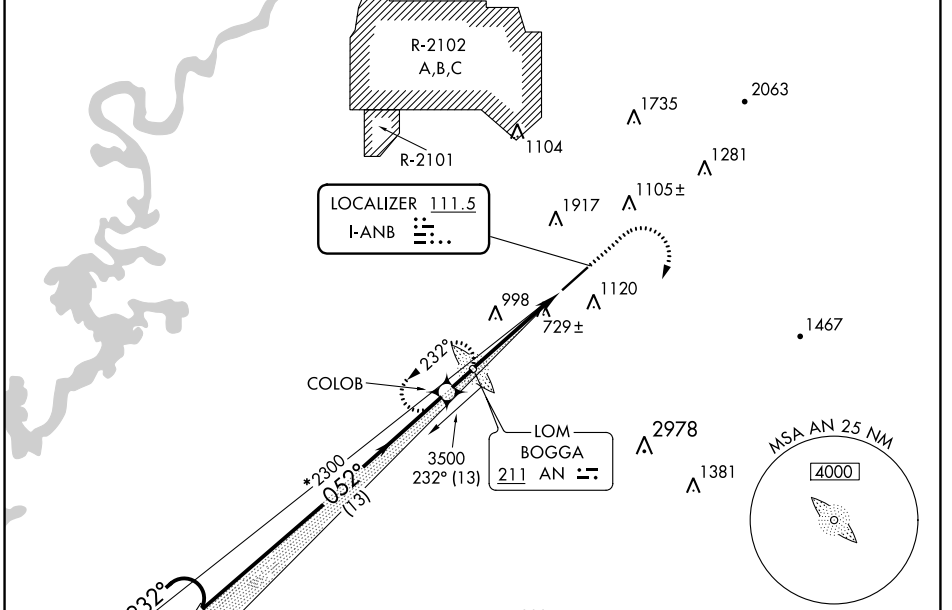 R-2102
A,B,C
2063
1735
1104
R-2101
1281
LOCALIZER 111.5
I-ANB
1917
1105±
998
1120
729±
1467
232°
COLOB
LOM
BOGGA
211 AN
2978
MSA AN 25 NM
4000
3500
232° (13)
*2300
052°
(13)
1381